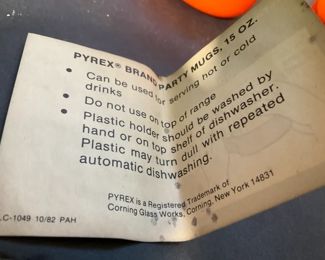 PYREX® BRAND PARTY MUGS, 15 OZ.
• Can be used for serving hot or cold
drinks
• Do not use on top of range
• Plastic holder should be washed by
hand or on top shelf of dishwasher.
Plastic may turn dull with repeated
automatic dishwashing.
PYREX is a Registered Trademark of
Corning Glass Works, Corning, New York 14831
LC-1049 10/82 PAH